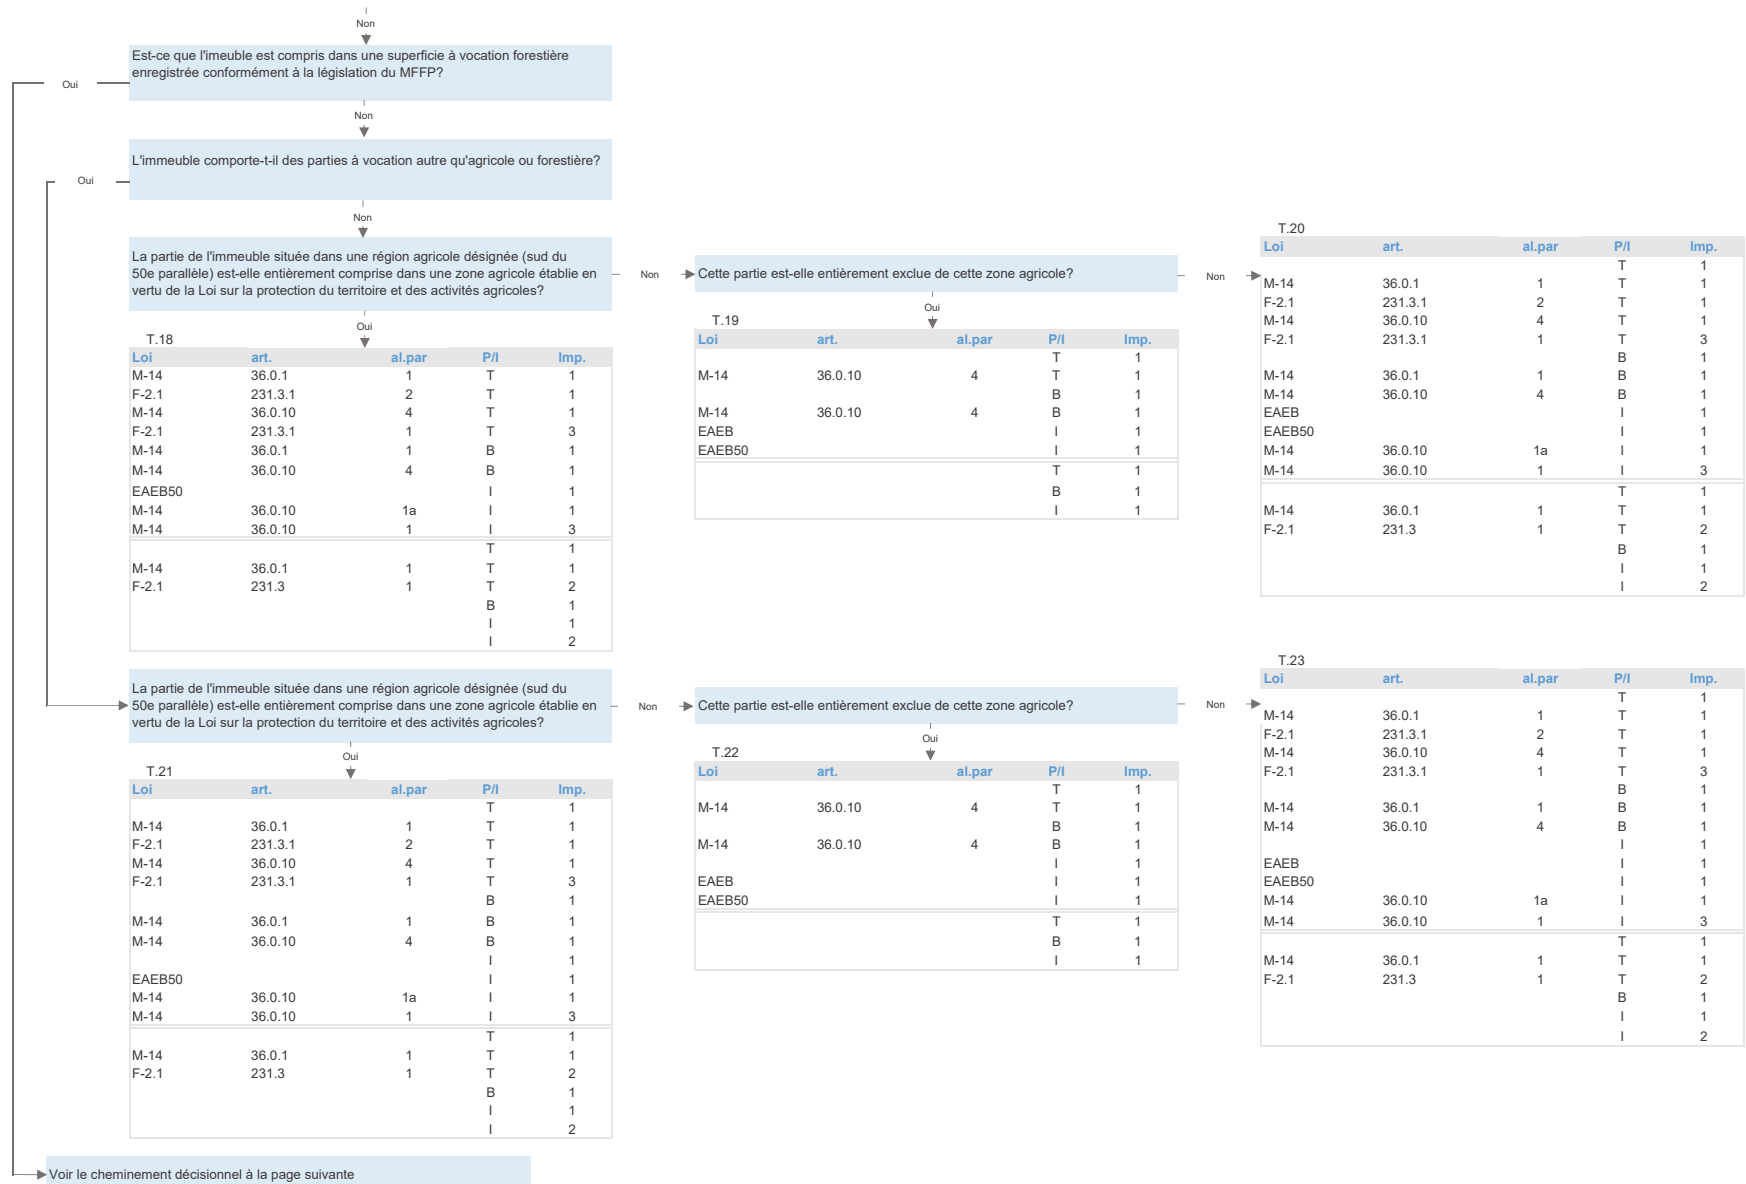 Non
Est-ce que l'imeuble est compris dans une superficie à vocation forestière
enregistrée conformément à la législation du MFFP?
Oui
Non
L'immeuble comporte-t-il des parties à vocation autre qu'agricole ou forestière?
Oui
Non
La partie de l'immeuble située dans une région agricole désignée (sud du
50e parallèle) est-elle entièrement comprise dans une zone agricole établie en
vertu de la Loi sur la protection du territoire et des activités agricoles?
Non
Cette partie est-elle entièrement exclue de cette zone agricole?
Non
Oui
T.18
Loi art. al.par P/I Imp.
M-14 36.0.1 1 T 1
F-2.1 231.3.1 2 T 1
M-14 36.0.10 4 T 1
F-2.1 231.3.1 1 T 3
M-14 36.0.1 1 B 1
M-14 36.0.10 4 B 1
EAEB50 I 1
M-14 36.0.10 1a I 1
M-14 36.0.10 1 I 3
T 1
M-14 36.0.1 1 T 1
F-2.1 231.3 1 T 2
B 1
I 1
I 2
Oui
T.19
Loi art. al.par P/I Imp.
T 1
M-14 36.0.10 4 T 1
B 1
M-14 36.0.10 4 B 1
EAEB I 1
EAEB50 I 1
T 1
B 1
I 1
T.20
Loi art. al.par P/I Imp.
T 1
M-14 36.0.1 1 T 1
F-2.1 231.3.1 2 T 1
M-14 36.0.10 4 T 1
F-2.1 231.3.1 1 T 3
B 1
M-14 36.0.1 1 B 1
M-14 36.0.10 4 B 1
EAEB I 1
EAEB50 I 1
M-14 36.0.10 1a I 1
M-14 36.0.10 1 I 3
T 1
M-14 36.0.1 1 T 1
F-2.1 231.3 1 T 2
B 1
I 1
I 2
La partie de l'immeuble située dans une région agricole désignée (sud du
50e parallèle) est-elle entièrement comprise dans une zone agricole établie en
vertu de la Loi sur la protection du territoire et des activités agricoles?
Non
Cette partie est-elle entièrement exclue de cette zone agricole?
Non
Oui
T.21
Loi art. al.par P/I Imp.
T 1
M-14 36.0.1 1 T 1
F-2.1 231.3.1 2 T 1
M-14 36.0.10 4 T 1
F-2.1 231.3.1 1 T 3
B 1
M-14 36.0.1 1 B 1
M-14 36.0.10 4 B 1
I 1
EAEB50 I 1
M-14 36.0.10 1a I 1
M-14 36.0.10 1 I 3
T 1
M-14 36.0.1 1 T 1
F-2.1 231.3 1 T 2
B 1
I 1
I 2
Oui
T.22
Loi art. al.par P/I Imp.
T 1
M-14 36.0.10 4 T 1
B 1
M-14 36.0.10 4 B 1
I 1
EAEB I 1
EAEB50 I 1
T 1
B 1
I 1
T.23
Loi art. al.par P/I Imp.
T 1
M-14 36.0.1 1 T 1
F-2.1 231.3.1 2 T 1
M-14 36.0.10 4 T 1
F-2.1 231.3.1 1 T 3
B 1
M-14 36.0.1 1 B 1
M-14 36.0.10 4 B 1
I 1
EAEB I 1
EAEB50 I 1
M-14 36.0.10 1a I 1
M-14 36.0.10 1 I 3
T 1
M-14 36.0.1 1 T 1
F-2.1 231.3 1 T 2
B 1
I 1
I 2
Voir le cheminement décisionnel à la page suivante